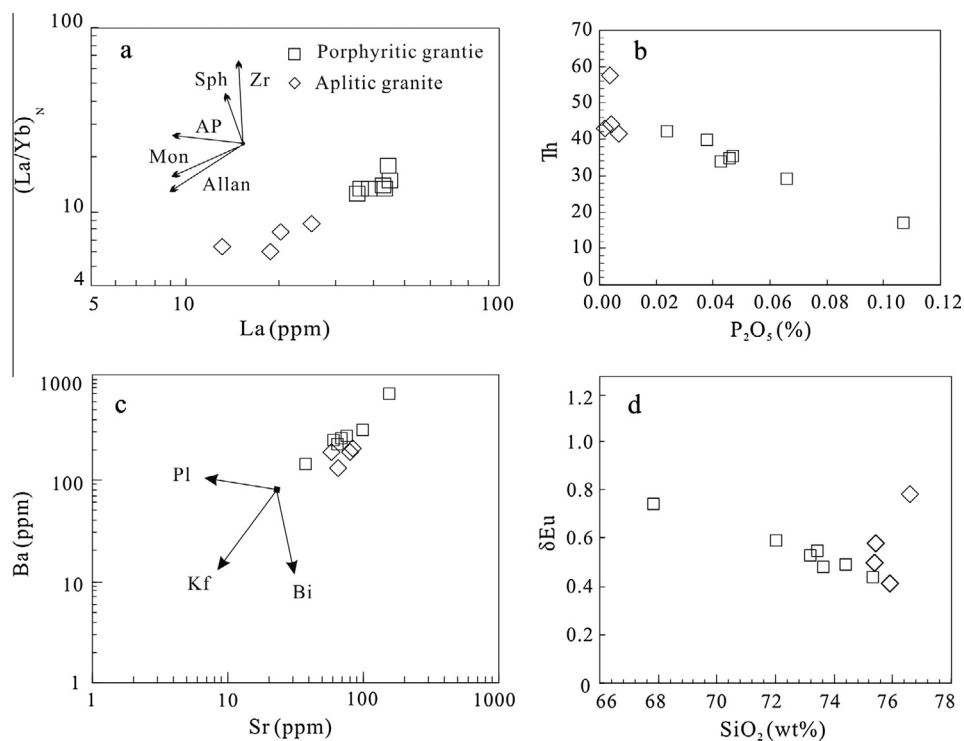 a
□ Porphyritic grantie
◇ Aplitic granite
Sph
Zr
AP
Mon
Allan
(La/Yb)N
100
10
4
5
10
100
La (ppm)
b
Th
70
60
50
40
30
20
10
0
0.00
0.02
0.04
0.06
0.08
0.10
0.12
P₂O₅ (%)
c
Ba (ppm)
1000
100
10
1
1
10
100
1000
Sr (ppm)
Pl
Kf
Bi
d
δEu
1.2
0.8
0.6
0.4
0.2
0.0
66
68
70
72
74
76
78
SiO₂ (wt%)